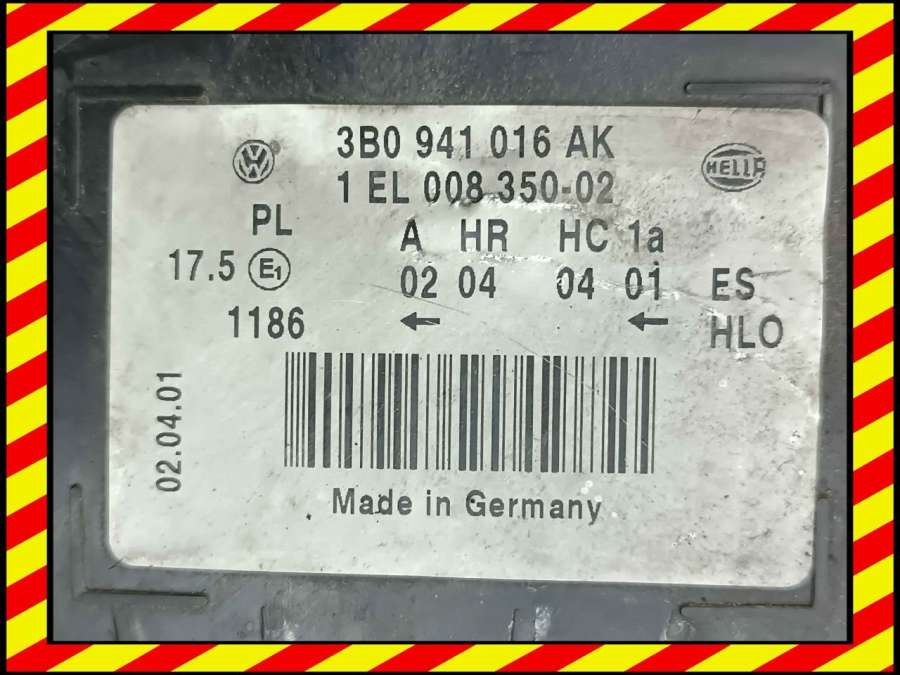 3B0 941 016 AK
1 EL 008 350-02
VW
HELLA
PL
A HR HC 1a
17.5 E1
02 04 04 01 ES
1186 ← ← HLO
02.04.01
Made in Germany